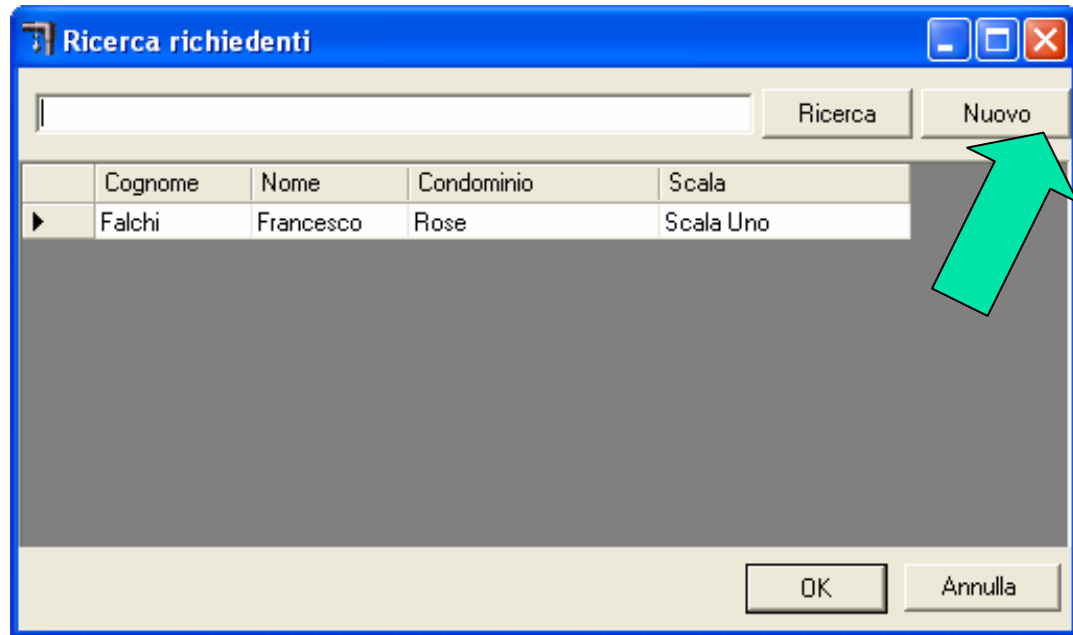 Ricerca richiedenti
Ricerca Nuovo
Cognome Nome Condominio Scala
Falchi Francesco Rose Scala Uno
OK Annulla